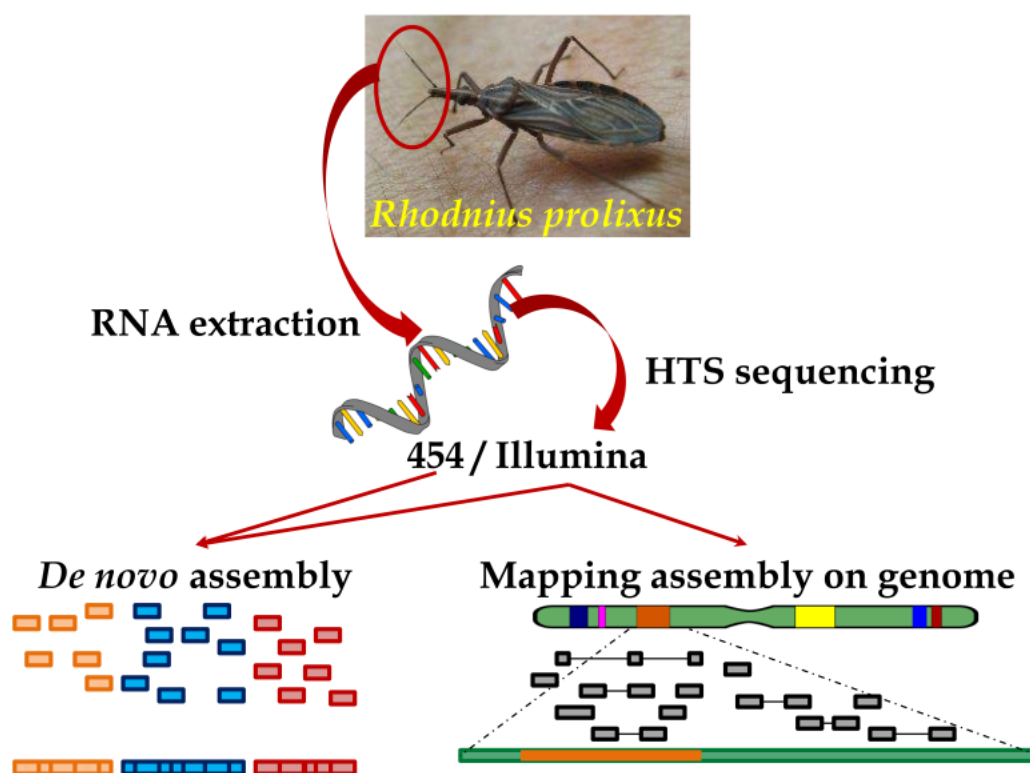 Rhodnius prolixus
RNA extraction
HTS sequencing
454 / Illumina
De novo assembly
Mapping assembly on genome